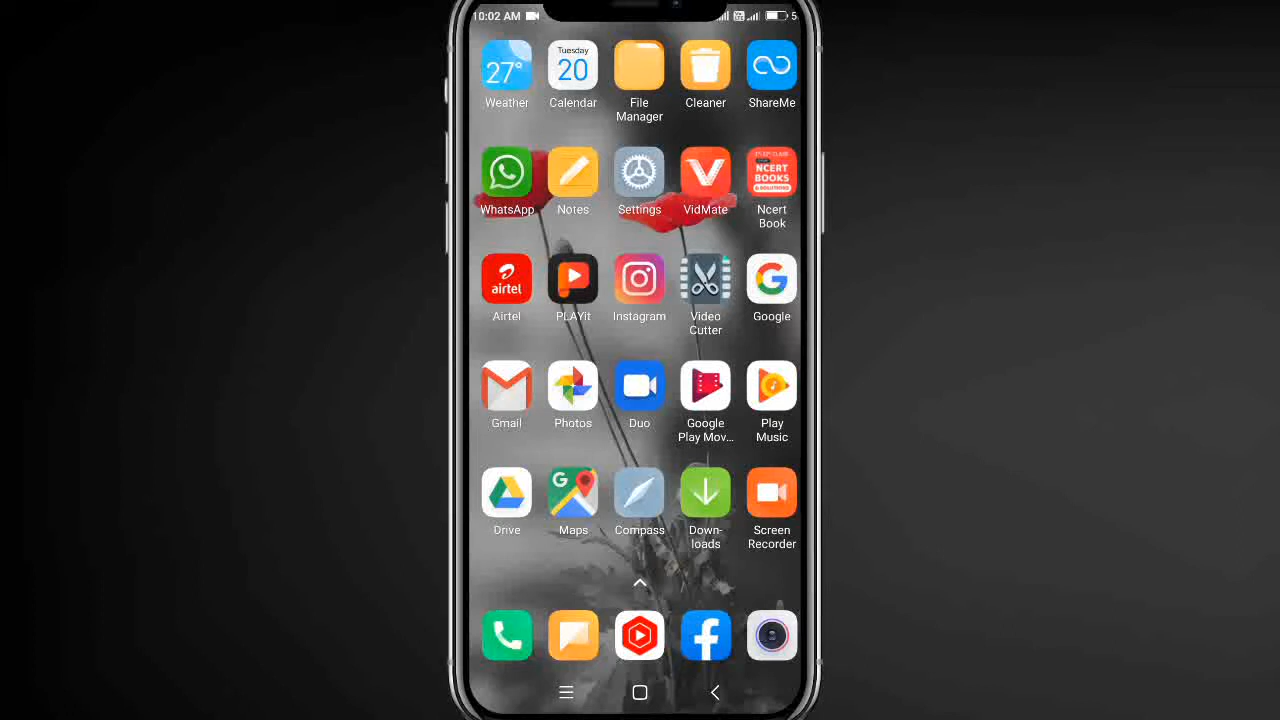 10:02 AM
5
Tuesday
20
27°
Weather
Calendar
File
Manager
Cleaner
ShareMe
NCERT
BOOKS
& SOLUTIONS
WhatsApp
Notes
Settings
VidMate
Ncert
Book
airtel
Airtel
PLAYit
Instagram
Video
Cutter
Google
Gmail
Photos
Duo
Google
Play Mov...
Play
Music
Drive
Maps
Compass
Down-
loads
Screen
Recorder